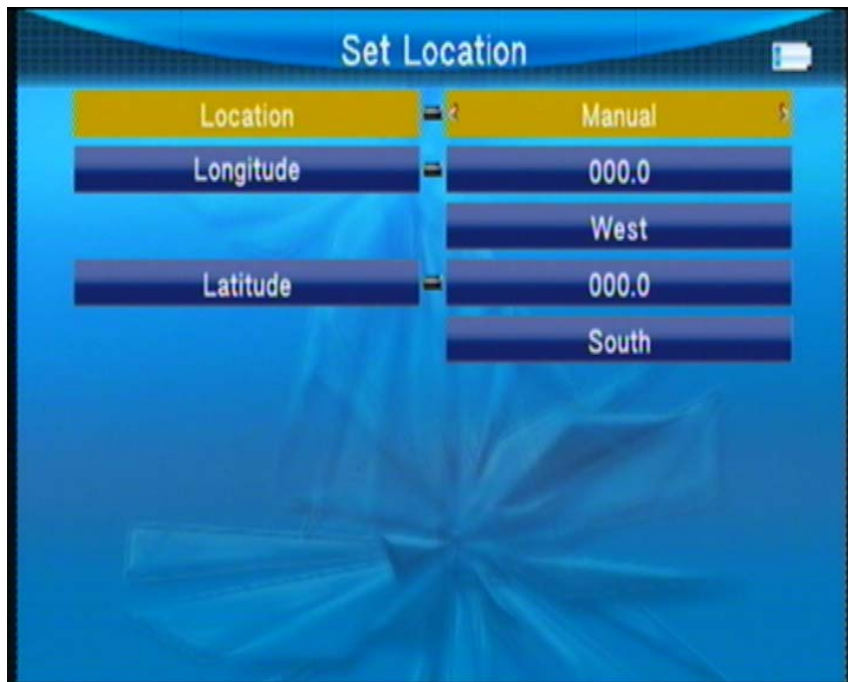 Set Location
Location Manual
Longitude 000.0
West
Latitude 000.0
South